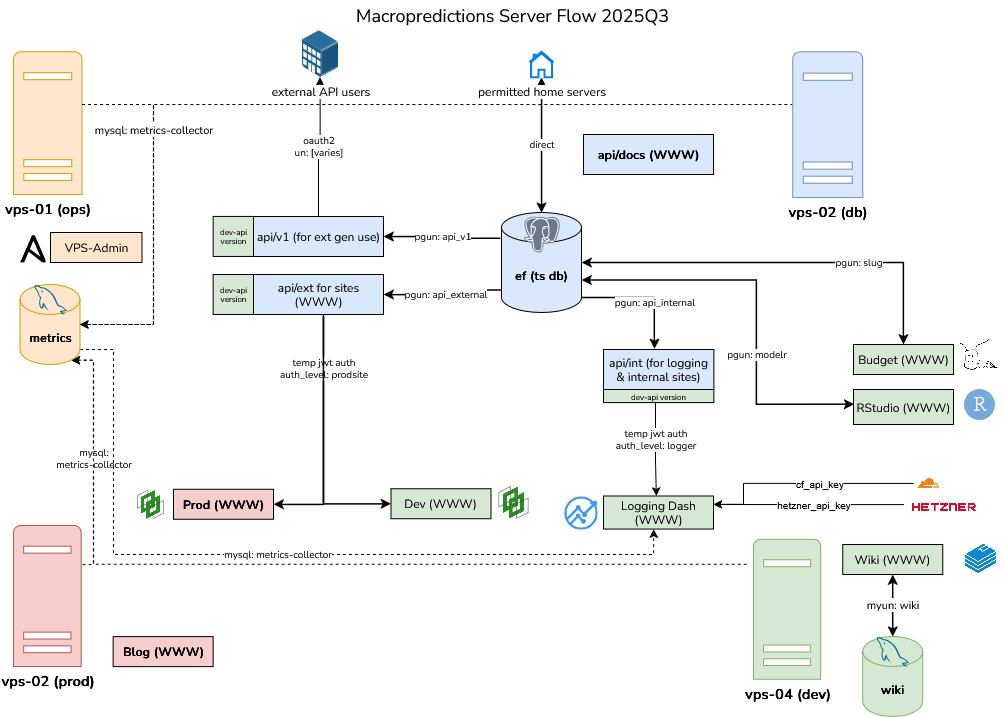 Macropredictions Server Flow 2025Q3
external API users
permitted home servers
mysql: metrics-collector
oauth2
un: [varies]
direct
api/docs (WWW)
vps-01 (ops)
vps-02 (db)
VPS-Admin
dev-api
version
api/v1 (for ext gen use)
pgun: api_v1
ef (ts db)
pgun: slug
dev-api
version
api/ext for sites
(WWW)
pgun: api_external
pgun: api_internal
metrics
temp jwt auth
auth_level: prodsite
api/int (for logging
& internal sites)
dev-api version
pgun: modelr
Budget (WWW)
RStudio (WWW)
R
temp jwt auth
auth_level: logger
mysql:
metrics-collector
Prod (WWW)
Dev (WWW)
Logging Dash
(WWW)
cf_api_key
hetzner_api_key
HETZNER
mysql: metrics-collector
Wiki (WWW)
myun: wiki
Blog (WWW)
vps-02 (prod)
vps-04 (dev)
wiki